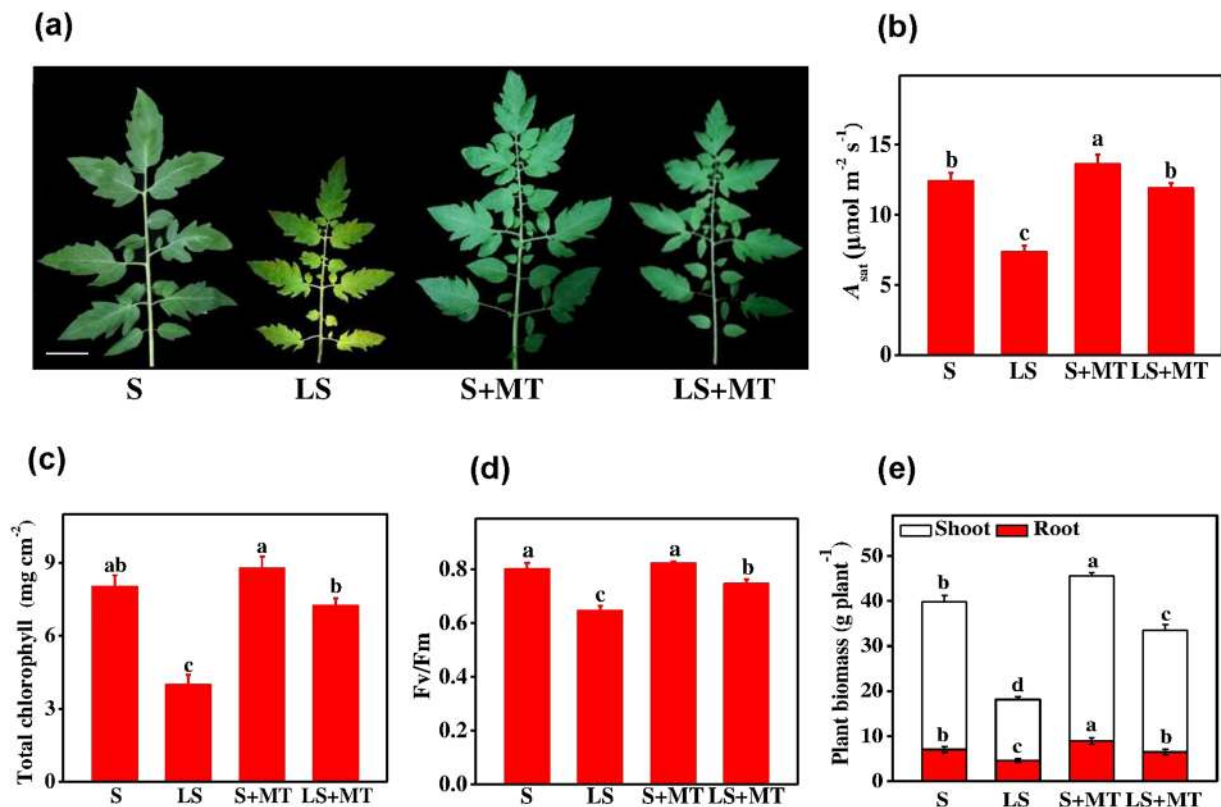 (a)
S LS S+MT LS+MT
(b)
A_sat (μmol m⁻² s⁻¹)
15
10
5
0
b c a b
S LS S+MT LS+MT
(c)
Total chlorophyll (mg cm⁻²)
9
6
3
0
ab c a b
S LS S+MT LS+MT
(d)
Fv/Fm
0.8
0.6
0.4
0.2
0.0
a c a b
S LS S+MT LS+MT
(e)
Plant biomass (g plant⁻¹)
Shoot Root
50
40
30
20
10
0
b d a c
b c a b
S LS S+MT LS+MT